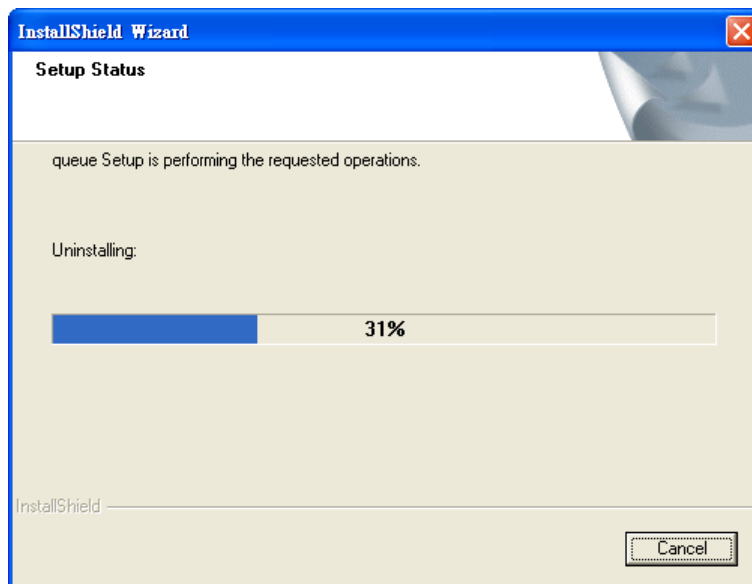 InstallShield Wizard
Setup Status
queue Setup is performing the requested operations.
Uninstalling:
31%
InstallShield
Cancel